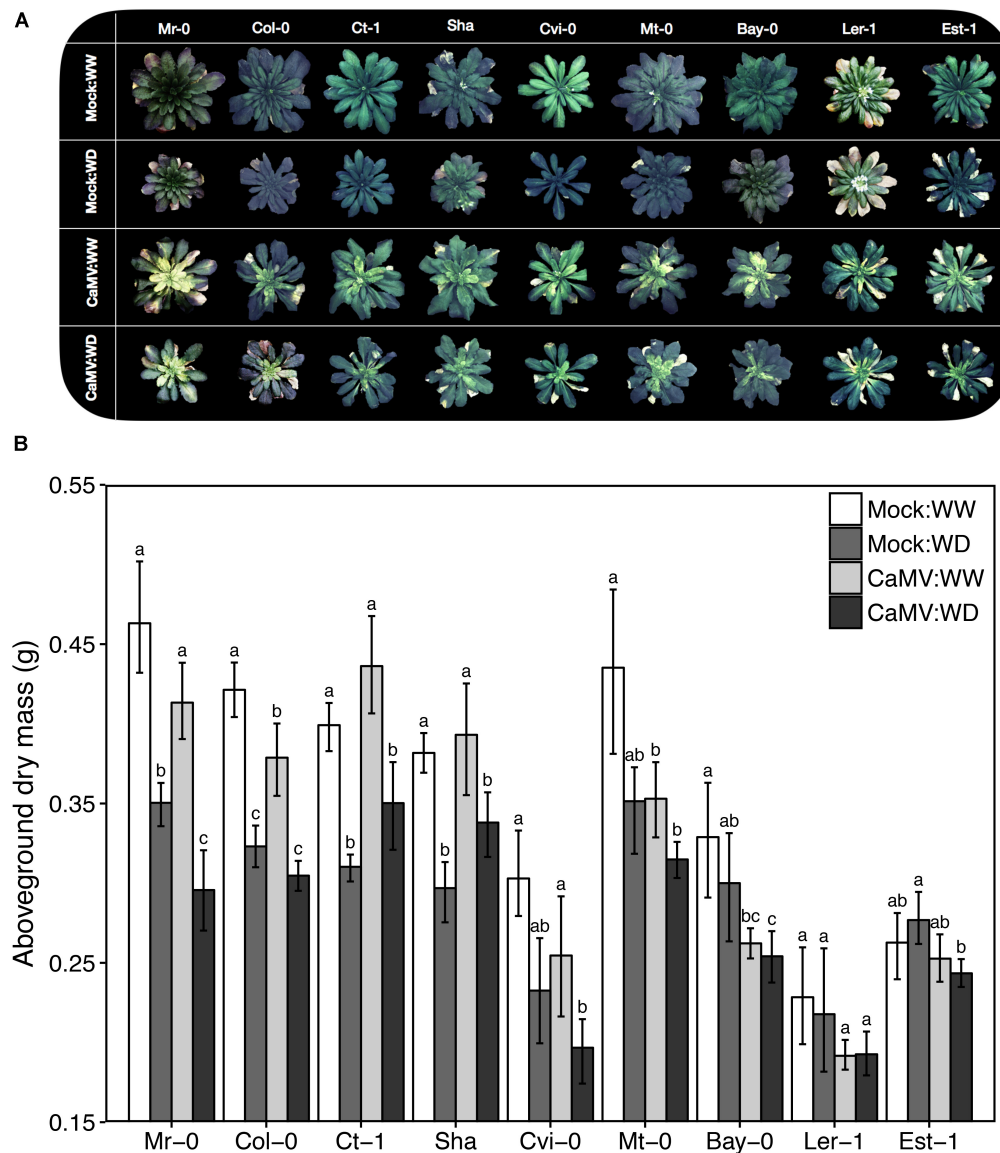 A
Mr-0 Col-0 Ct-1 Sha Cvi-0 Mt-0 Bay-0 Ler-1 Est-1
Mock:WW
Mock:WD
CaMV:WW
CaMV:WD
B
Aboveground dry mass (g)
0.55
0.45
0.35
0.25
0.15
Mock:WW
Mock:WD
CaMV:WW
CaMV:WD
a b a c
a c b c
a b a b
a b a b
a ab a b
a ab b b
a ab bc c
a a a a
ab a ab b
Mr–0 Col–0 Ct–1 Sha Cvi–0 Mt–0 Bay–0 Ler–1 Est–1